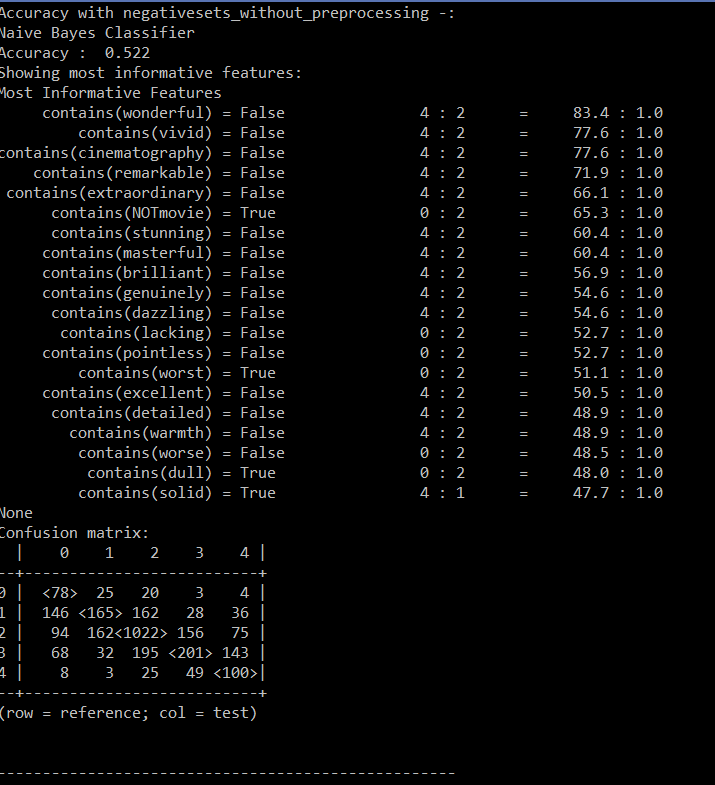 Accuracy with negativesets_without_preprocessing -:
Naive Bayes Classifier
Accuracy :  0.522
Showing most informative features:
Most Informative Features
     contains(wonderful) = False               4 : 2      =     83.4 : 1.0
         contains(vivid) = False               4 : 2      =     77.6 : 1.0
contains(cinematography) = False               4 : 2      =     77.6 : 1.0
    contains(remarkable) = False               4 : 2      =     71.9 : 1.0
 contains(extraordinary) = False               4 : 2      =     66.1 : 1.0
      contains(NOTmovie) = True                0 : 2      =     65.3 : 1.0
      contains(stunning) = False               4 : 2      =     60.4 : 1.0
     contains(masterful) = False               4 : 2      =     60.4 : 1.0
     contains(brilliant) = False               4 : 2      =     56.9 : 1.0
     contains(genuinely) = False               4 : 2      =     54.6 : 1.0
      contains(dazzling) = False               4 : 2      =     54.6 : 1.0
       contains(lacking) = False               0 : 2      =     52.7 : 1.0
     contains(pointless) = False               0 : 2      =     52.7 : 1.0
         contains(worst) = True                0 : 2      =     51.1 : 1.0
     contains(excellent) = False               4 : 2      =     50.5 : 1.0
      contains(detailed) = False               4 : 2      =     48.9 : 1.0
        contains(warmth) = False               4 : 2      =     48.9 : 1.0
         contains(worse) = False               0 : 2      =     48.5 : 1.0
          contains(dull) = True                0 : 2      =     48.0 : 1.0
         contains(solid) = True                4 : 1      =     47.7 : 1.0
None
Confusion matrix:
  |    0    1    2    3    4 |
--+--------------------------+
0 |  <78>  25   20    3    4 |
1 |  146 <165> 162   28   36 |
2 |   94  162<1022> 156   75 |
3 |   68   32  195 <201> 143 |
4 |    8    3   25   49 <100>|
--+--------------------------+
(row = reference; col = test)
---------------------------------------------------